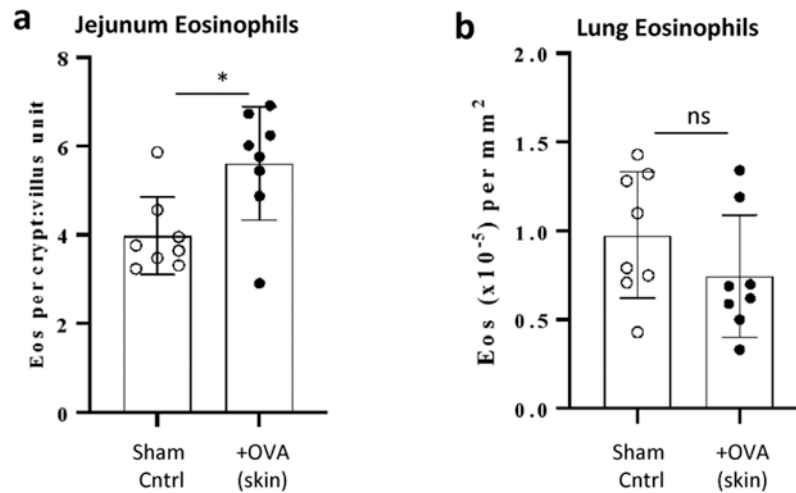 a
Jejunum Eosinophils
Eos per crypt:villus unit
8
6
4
2
0
*
Sham
Cntrl
+OVA
(skin)
b
Lung Eosinophils
Eos (x10⁻⁵) per mm²
2.0
1.5
1.0
0.5
0.0
ns
Sham
Cntrl
+OVA
(skin)